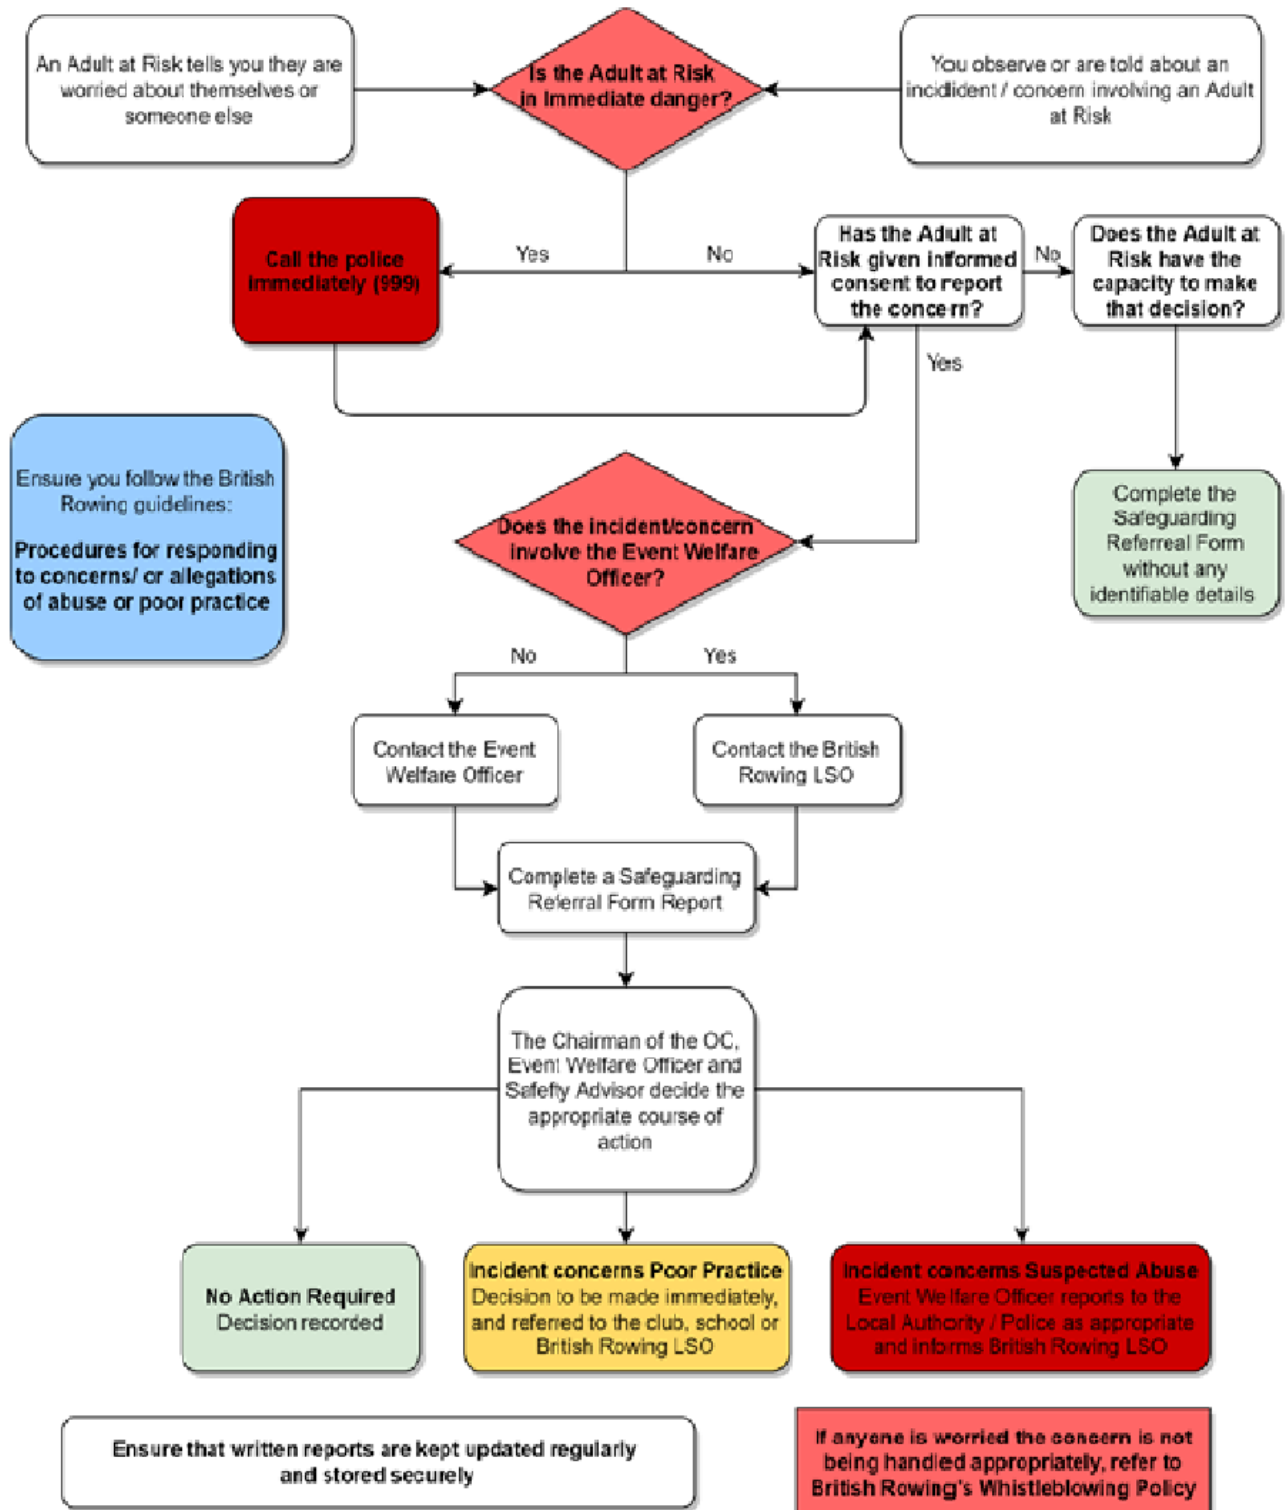 An Adult at Risk tells you they are
worried about themselves or
someone else
Is the Adult at Risk
in Immediate danger?
You observe or are told about an
incidlident / concern involving an Adult
at Risk
Call the police
immediately (999)
Yes
No
Has the Adult at
Risk given informed
consent to report
the concern?
No
Does the Adult at
Risk have the
capacity to make
that decision?
Yes
Ensure you follow the British
Rowing guidelines:
Procedures for responding
to concerns/ or allegations
of abuse or poor practice
Does the incident/concern
involve the Event Welfare
Officer?
Complete the
Safeguarding
Referreal Form
without any
identifiable details
No
Yes
Contact the Event
Welfare Officer
Contact the British
Rowing LSO
Complete a Safeguarding
Referral Form Report
The Chairman of the OC,
Event Welfare Officer and
Safefty Advisor decide the
appropriate course of
action
No Action Required
Decision recorded
Incident concerns Poor Practice
Decision to be made immediately,
and referred to the club, school or
British Rowing LSO
Incident concerns Suspected Abuse
Event Welfare Officer reports to the
Local Authority / Police as appropriate
and informs British Rowing LSO
Ensure that written reports are kept updated regularly
and stored securely
If anyone is worried the concern is not
being handled appropriately, refer to
British Rowing's Whistleblowing Policy